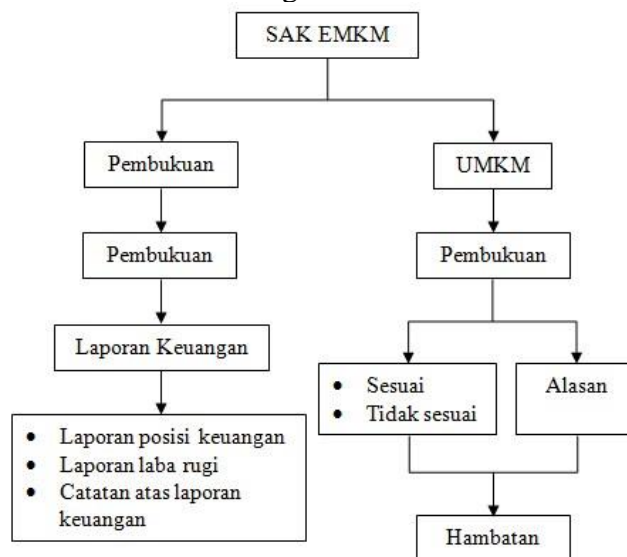 SAK EMKM
Pembukuan
UMKM
Pembukuan
Pembukuan
Laporan Keuangan
• Sesuai
• Tidak sesuai
Alasan
• Laporan posisi keuangan
• Laporan laba rugi
• Catatan atas laporan
keuangan
Hambatan